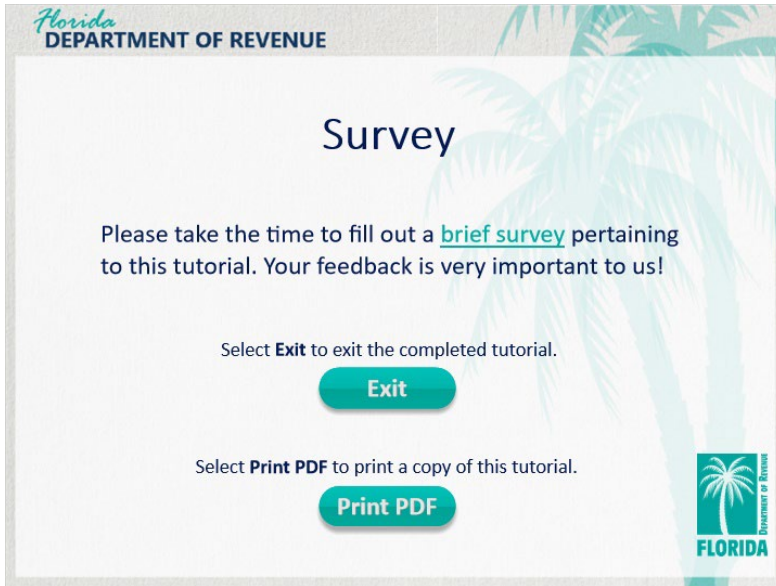 Florida
DEPARTMENT OF REVENUE
Survey
Please take the time to fill out a brief survey pertaining
to this tutorial. Your feedback is very important to us!
Select Exit to exit the completed tutorial.
Exit
Select Print PDF to print a copy of this tutorial.
Print PDF
DEPARTMENT OF REVENUE
FLORIDA